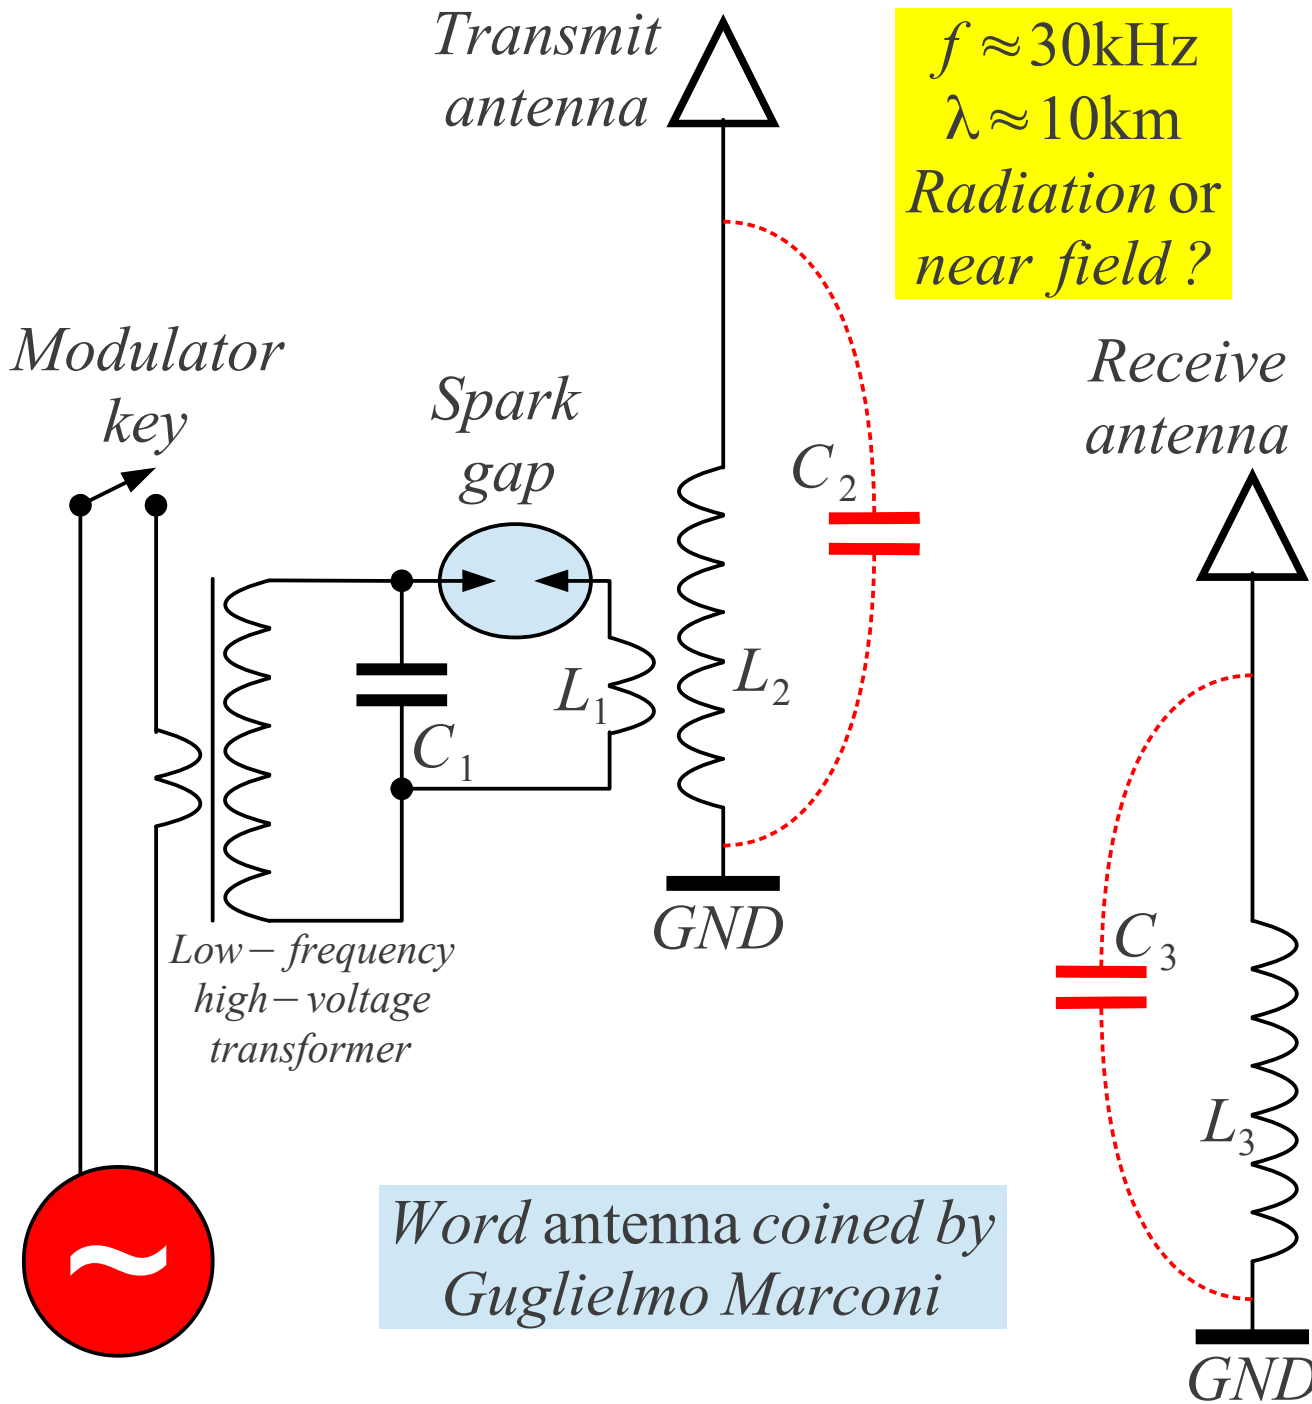 Transmit
antenna
f ≈ 30kHz
λ ≈ 10km
Radiation or
near field ?
Modulator
key
Spark
gap
Receive
antenna
C₂
L₁
L₂
C₁
GND
Low – frequency
high – voltage
transformer
C₃
L₃
~
Word antenna coined by
Guglielmo Marconi
GND